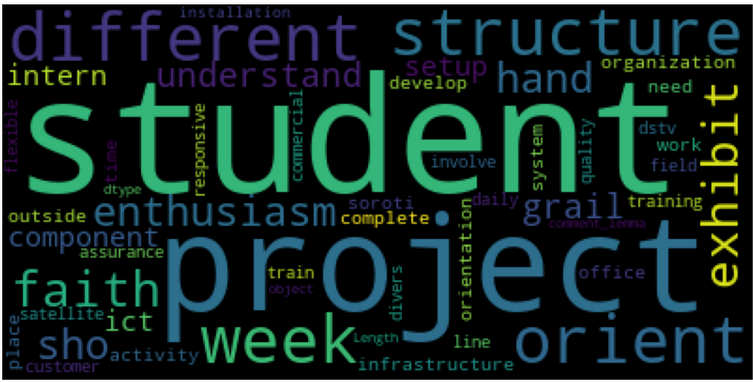 installation
different structure
intern understand setup hand organization
develop need
flexible student exhibit
time responsive commercial involve system quality dstv work field
dtype
outside enthusiasm soroti daily grail training
complete orientation comment_lemma
component
assurance train divers office
faith project object
satellite ict
place sho week Length line orient
activity
customer infrastructure